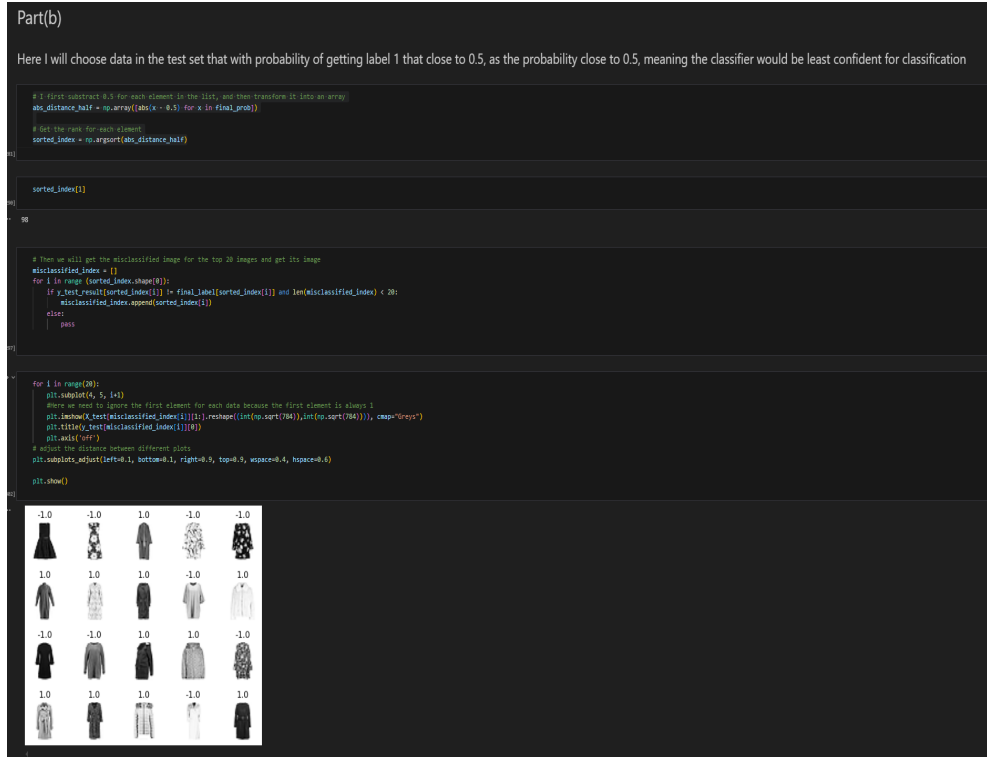 Part(b)
Here I will choose data in the test set that with probability of getting label 1 that close to 0.5, as the probability close to 0.5, meaning the classifier would be least confident for classification
# I first substract 0.5 for each element in the list, and then transform it into an array
abs_distance_half = np.array([abs(x - 0.5) for x in final_prob])
# Get the rank for each element
sorted_index = np.argsort(abs_distance_half)
sorted_index[1]
98
# Then we will get the misclassified image for the top 20 images and get its image
misclassified_index = []
for i in range (sorted_index.shape[0]):
if y_test_result[sorted_index[i]] != final_label[sorted_index[i]] and len(misclassified_index) < 20:
misclassified_index.append(sorted_index[i])
else:
pass
for i in range(20):
plt.subplot(4, 5, i+1)
#Here we need to ignore the first element for each data because the first element is always 1
plt.imshow(X_test[misclassified_index[i]][1:].reshape((int(np.sqrt(784)),int(np.sqrt(784)))), cmap="Greys")
plt.title(y_test[misclassified_index[i]][0])
plt.axis('off')
# adjust the distance between different plots
plt.subplots_adjust(left=0.1, bottom=0.1, right=0.9, top=0.9, wspace=0.4, hspace=0.6)
plt.show()
-1.0 -1.0 1.0 -1.0 -1.0
1.0 1.0 1.0 -1.0 1.0
-1.0 -1.0 1.0 1.0 -1.0
1.0 1.0 1.0 -1.0 1.0